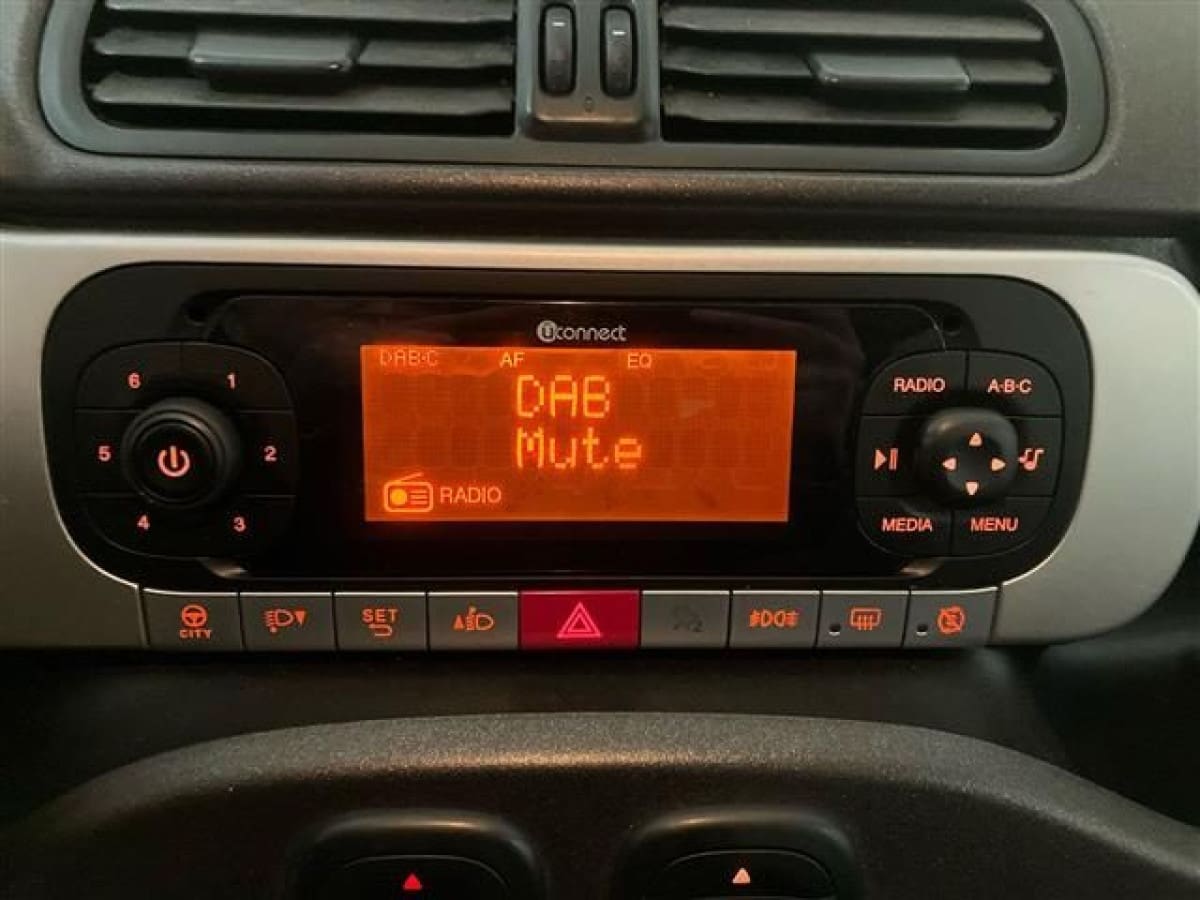 uconnect
DAB·C AF EQ
DAB
Mute
RADIO
6 1
5 2
4 3
RADIO A·B·C
MEDIA MENU
CITY
SET